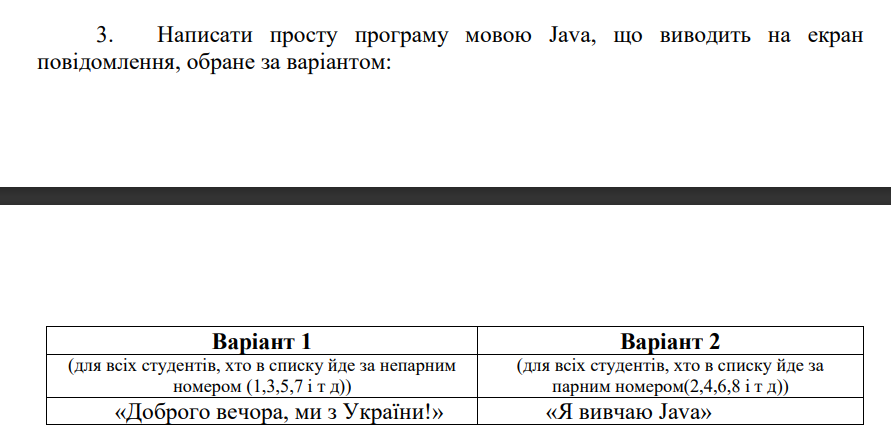 3. Написати просту програму мовою Java, що виводить на екран
повідомлення, обране за варіантом:
Варіант 1
(для всіх студентів, хто в списку йде за непарним
номером (1,3,5,7 і т д))
«Доброго вечора, ми з України!»
Варіант 2
(для всіх студентів, хто в списку йде за
парним номером(2,4,6,8 і т д))
«Я вивчаю Java»